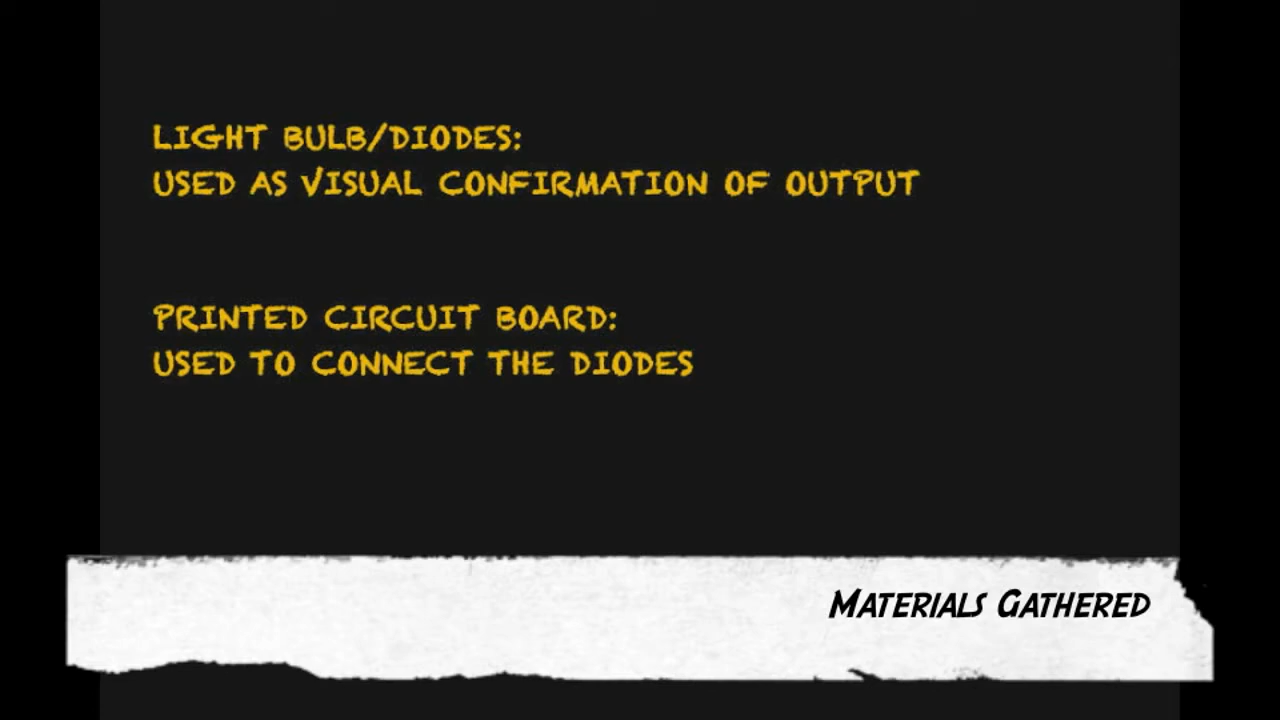 LIGHT BULB/DIODES:
USED AS VISUAL CONFIRMATION OF OUTPUT
PRINTED CIRCUIT BOARD:
USED TO CONNECT THE DIODES
MATERIALS GATHERED